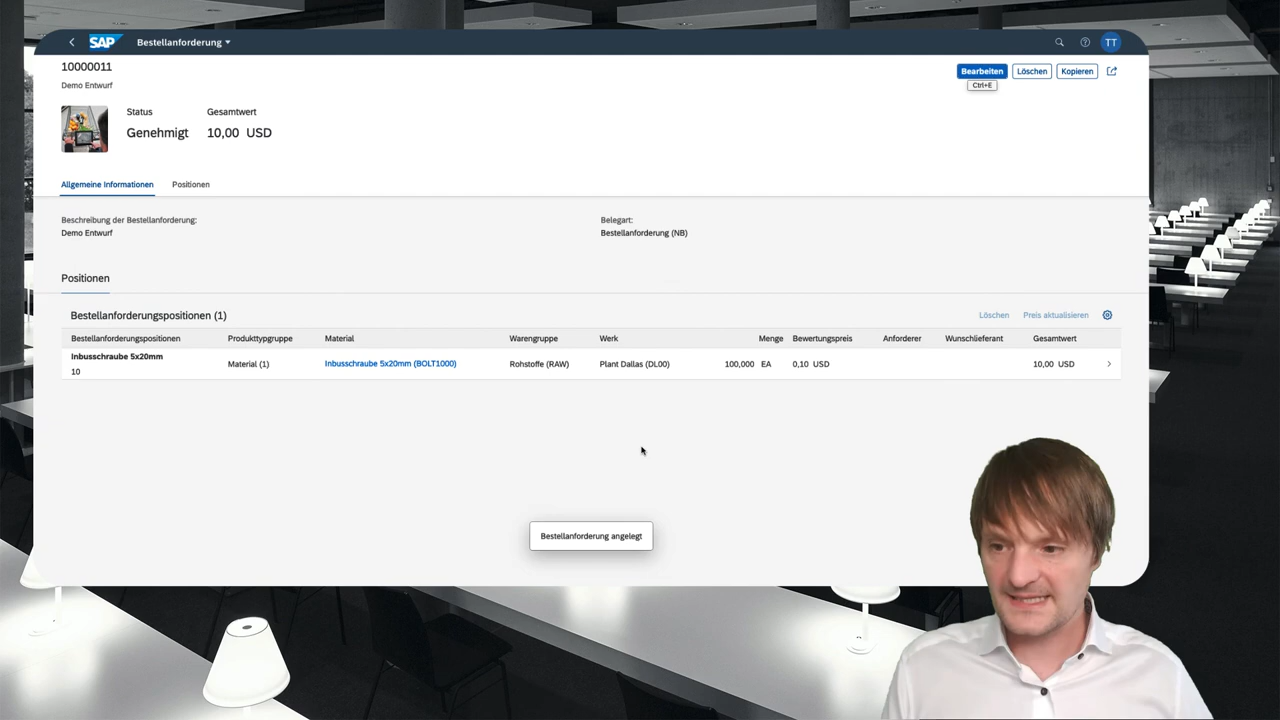 SAP Bestellanforderung
TT
10000011
Demo Entwurf
Bearbeiten Löschen Kopieren
Ctrl+E
Status Gesamtwert
Genehmigt 10,00 USD
Allgemeine Informationen Positionen
Beschreibung der Bestellanforderung: Belegart:
Demo Entwurf Bestellanforderung (NB)
Positionen
Bestellanforderungspositionen (1) Löschen Preis aktualisieren
Bestellanforderungspositionen Produkttypgruppe Material Warengruppe Werk Menge Bewertungspreis Anforderer Wunschlieferant Gesamtwert
Inbusschraube 5x20mm
Material (1) Inbusschraube 5x20mm (BOLT1000) Rohstoffe (RAW) Plant Dallas (DL00) 100,000 EA 0,10 USD 10,00 USD
10
Bestellanforderung angelegt